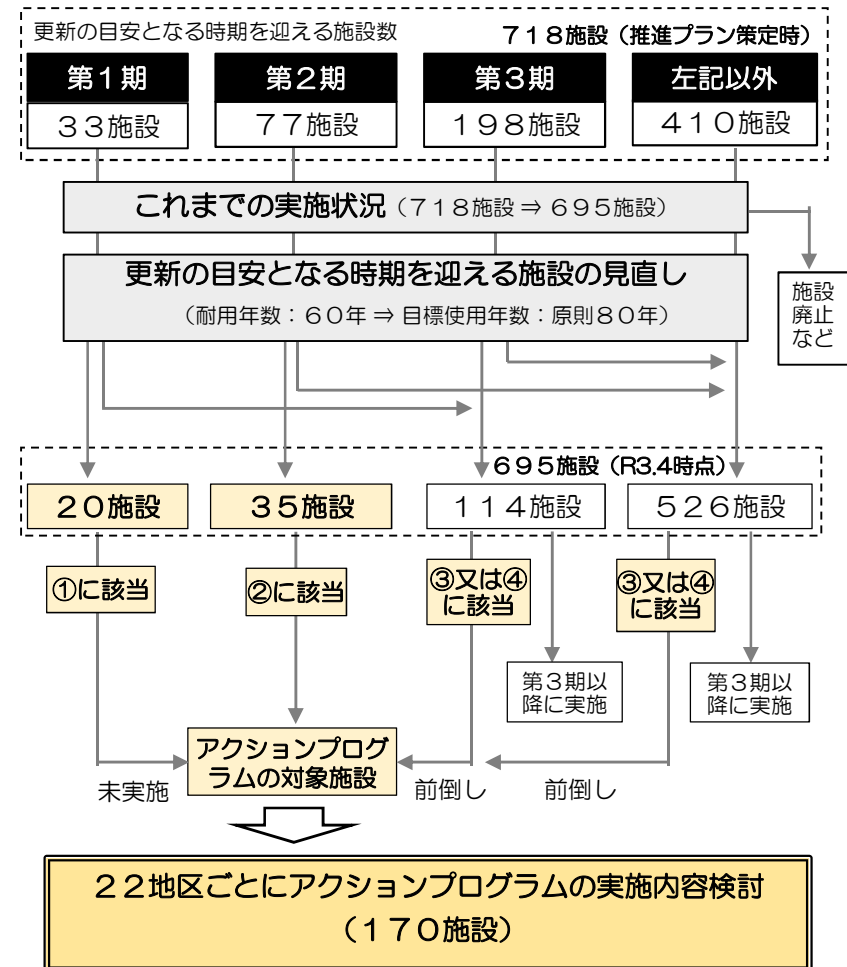 更新の目安となる時期を迎える施設数
７１８施設（推進プラン策定時）
第１期
第２期
第３期
左記以外
３３施設
７７施設
１９８施設
４１０施設
これまでの実施状況（７１８施設⇒６９５施設）
更新の目安となる時期を迎える施設の見直し
（耐用年数：６０年⇒目標使用年数：原則８０年）
施設
廃止
など
６９５施設（R3.4時点）
２０施設
３５施設
１１４施設
５２６施設
①に該当
②に該当
③又は④
に該当
③又は④
に該当
第３期以
降に実施
第３期以
降に実施
アクションプログ
ラムの対象施設
未実施
前倒し
前倒し
２２地区ごとにアクションプログラムの実施内容検討
（１７０施設）